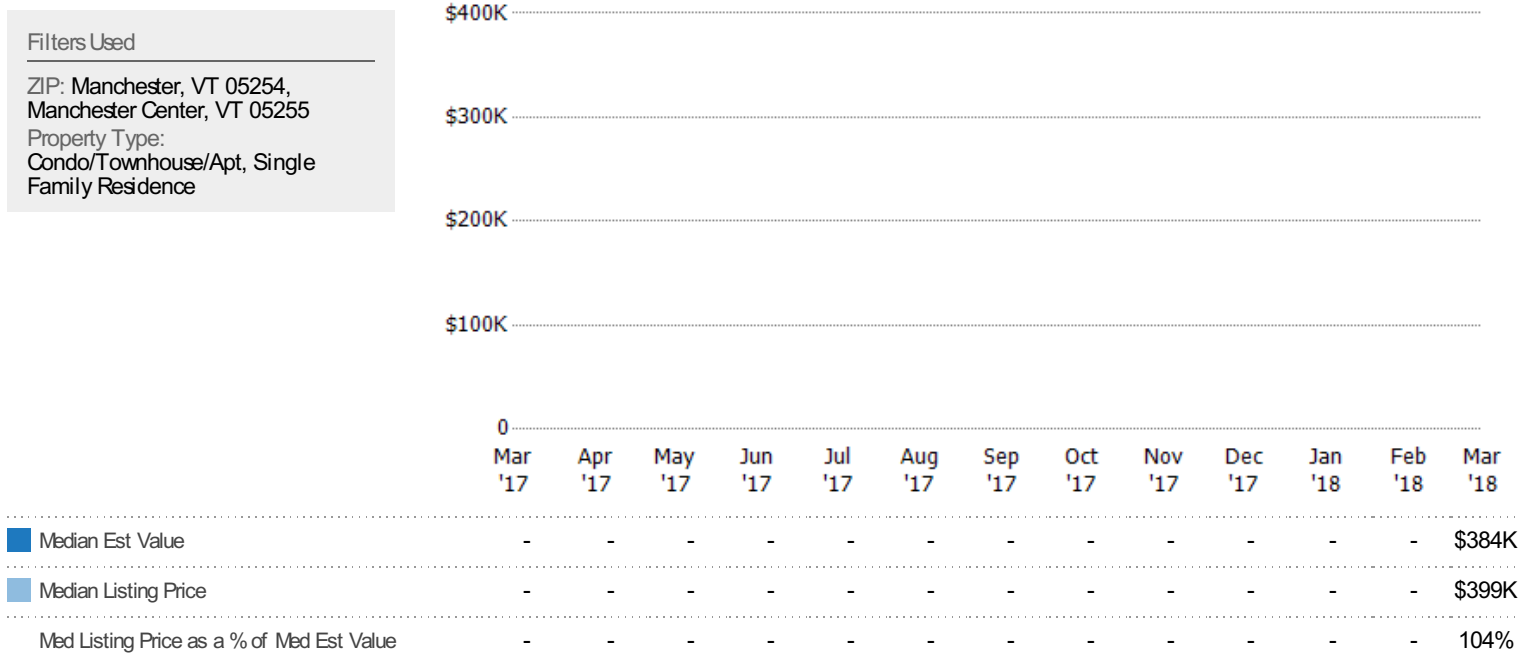 Filters Used
ZIP: Manchester, VT 05254,
Manchester Center, VT 05255
Property Type:
Condo/Townhouse/Apt, Single
Family Residence
$400K
$300K
$200K
$100K
0
Mar Apr May Jun Jul Aug Sep Oct Nov Dec Jan Feb Mar
'17 '17 '17 '17 '17 '17 '17 '17 '17 '17 '18 '18 '18
Median Est Value - - - - - - - - - - - - $384K
Median Listing Price - - - - - - - - - - - - $399K
Med Listing Price as a % of Med Est Value - - - - - - - - - - - - 104%